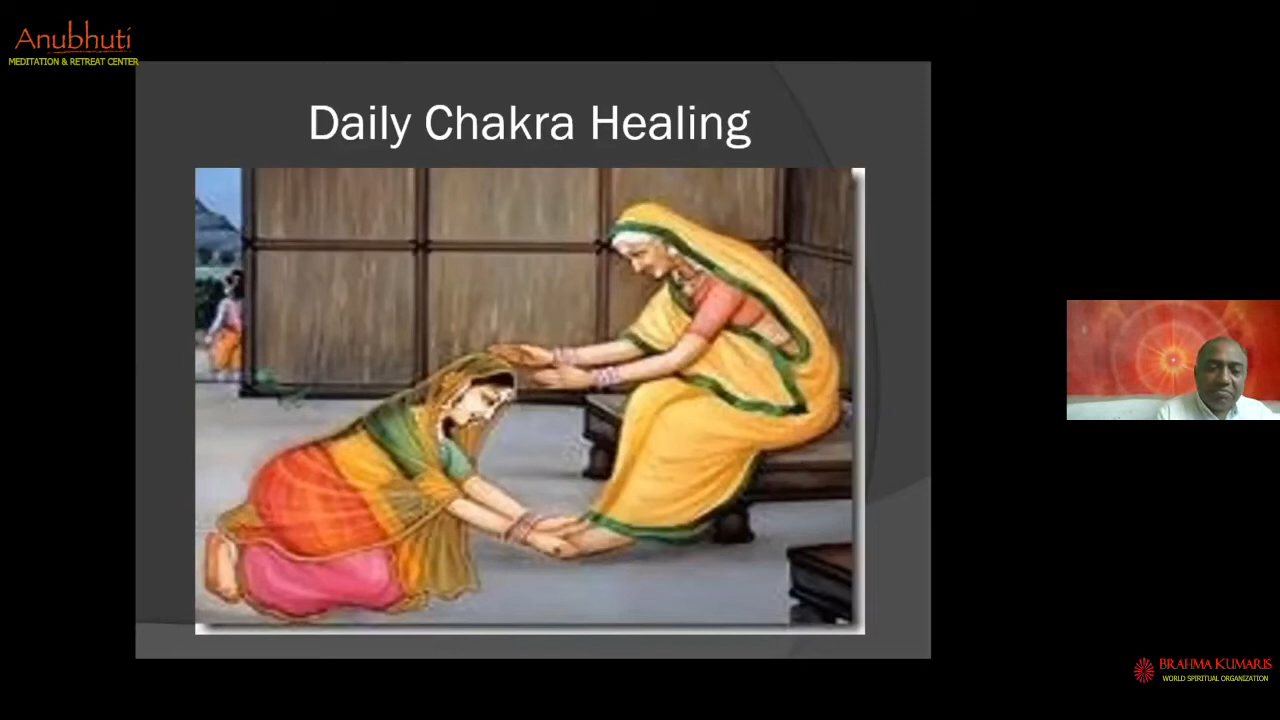 Anubhuti
MEDITATION & RETREAT CENTER
Daily Chakra Healing
BRAHMA KUMARIS
WORLD SPIRITUAL ORGANIZATION